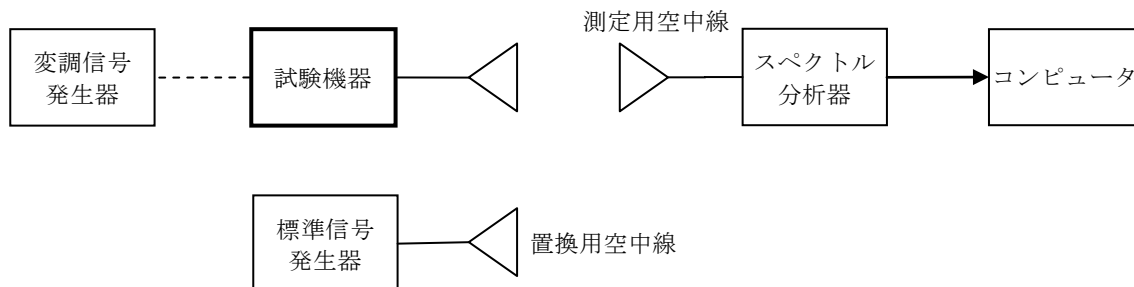 測定用空中線
変調信号
発生器
試験機器
スペクトル
分析器
コンピュータ
標準信号
発生器
置換用空中線